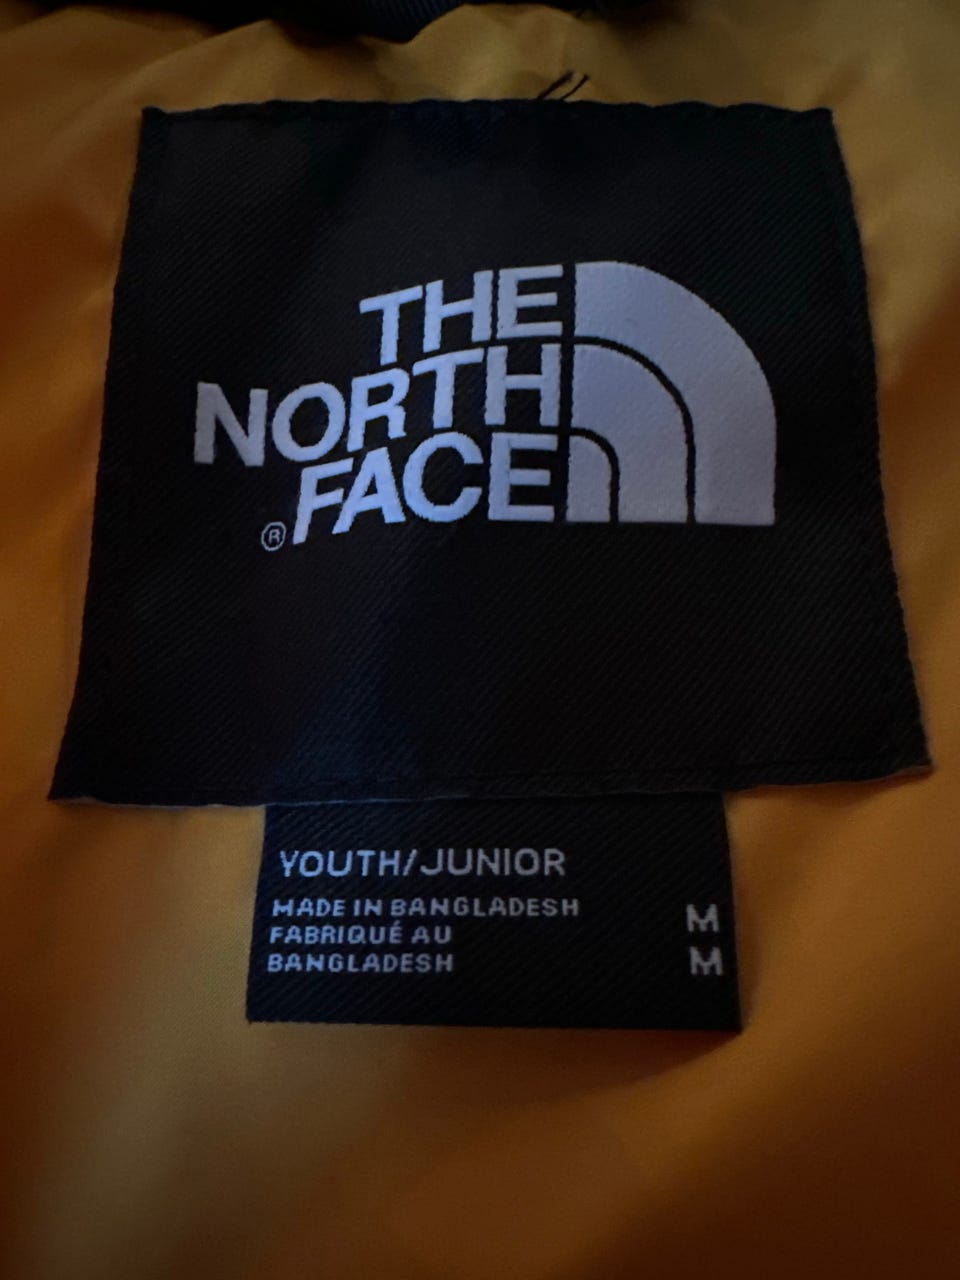 THE
NORTH
FACE
®
YOUTH/JUNIOR
MADE IN BANGLADESH M
FABRIQUÉ AU
BANGLADESH M